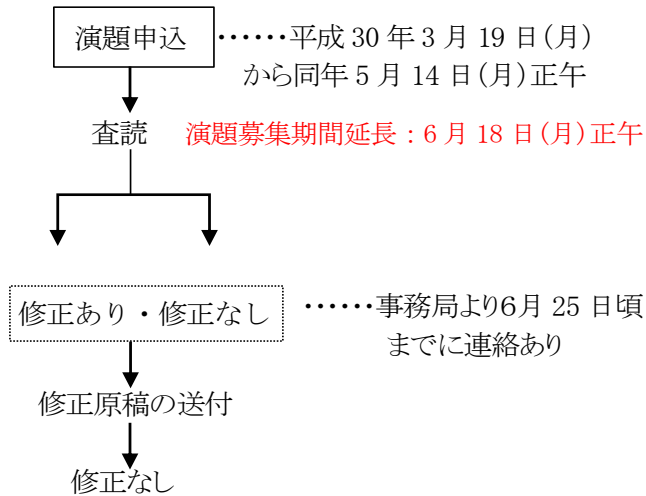 演題申込 ・・・・・・平成 30 年 3 月 19 日(月)
から同年 5 月 14 日(月)正午
査読 演題募集期間延長:6 月 18 日(月)正午
修正あり・修正なし ・・・・・・事務局より6月 25 日頃
までに連絡あり
修正原稿の送付
修正なし